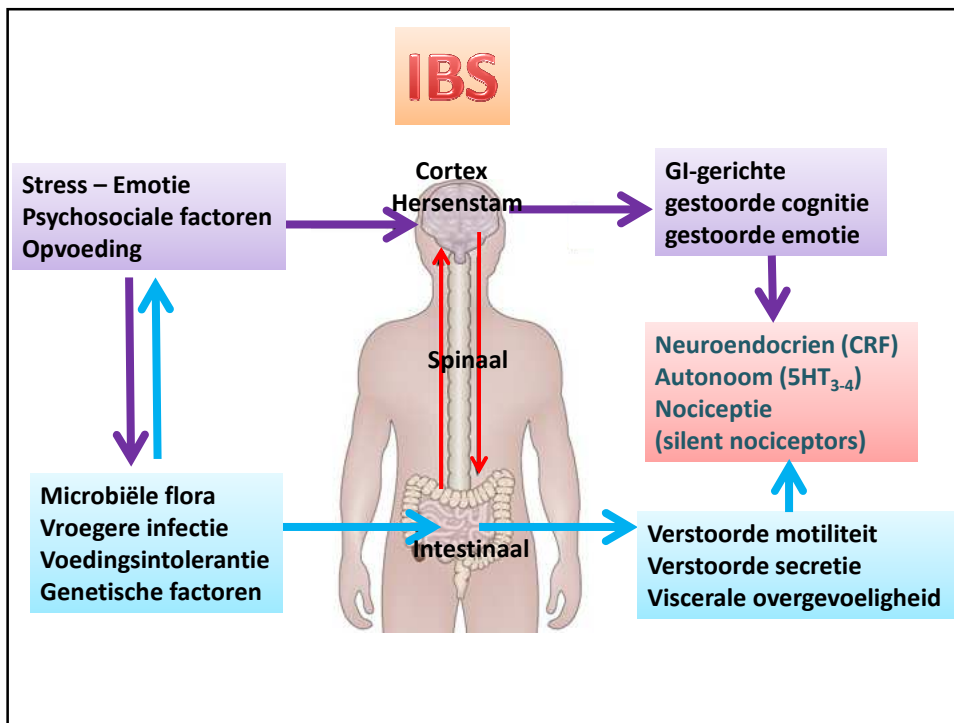 IBS
Stress – Emotie
Psychosociale factoren
Opvoeding
Cortex
Hersenstam
GI-gerichte
gestoorde cognitie
gestoorde emotie
Spinaal
Neuroendocrien (CRF)
Autonoom (5HT3-4)
Nociceptie
(silent nociceptors)
Microbiële flora
Vroegere infectie
Voedingsintolerantie
Genetische factoren
Intestinaal
Verstoorde motiliteit
Verstoorde secretie
Viscerale overgevoeligheid